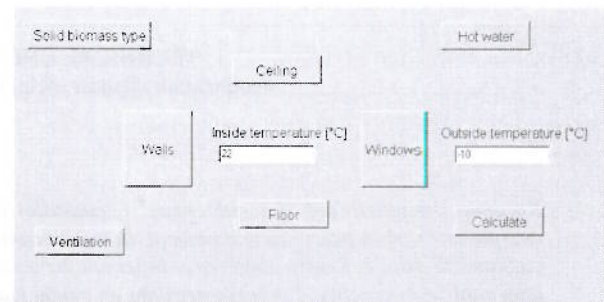 Solid biomass type
Hot water
Ceiling
Walls
Inside temperature [°C]
22
Windows
Outside temperature [°C]
-10
Floor
Calculate
Ventilation